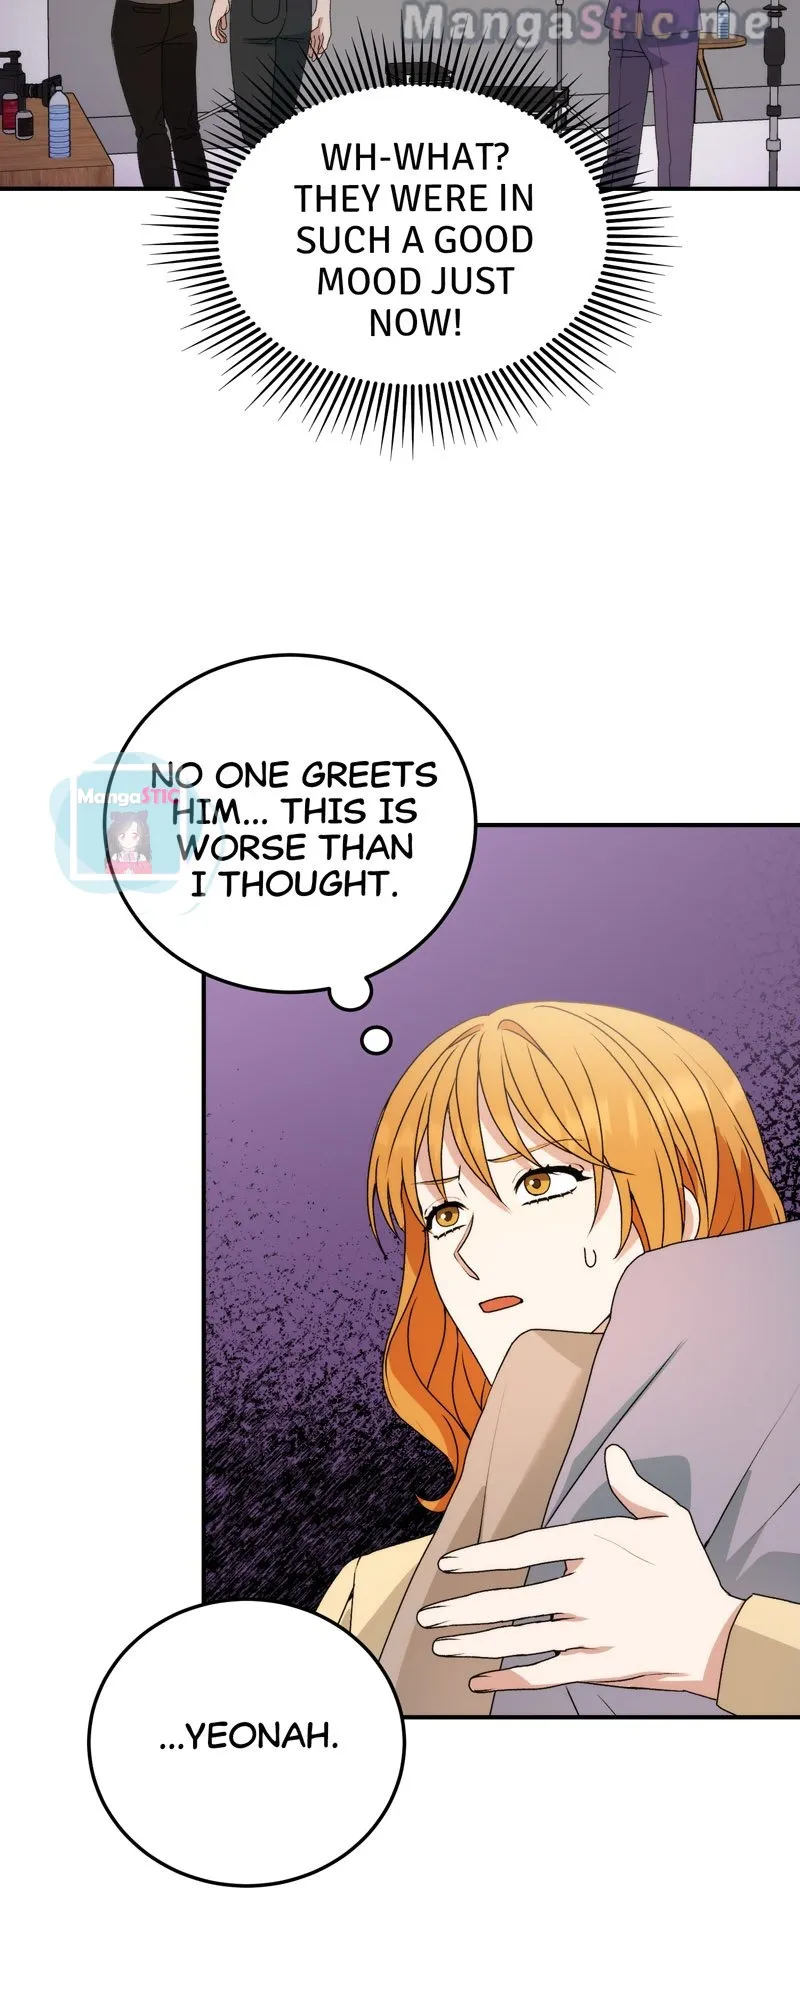 MangaStic.me
WH-WHAT?
THEY WERE IN
SUCH A GOOD
MOOD JUST
NOW!
NO ONE GREETS
MangaSTIC
HIM... THIS IS
WORSE THAN
I THOUGHT.
...YEONAH.